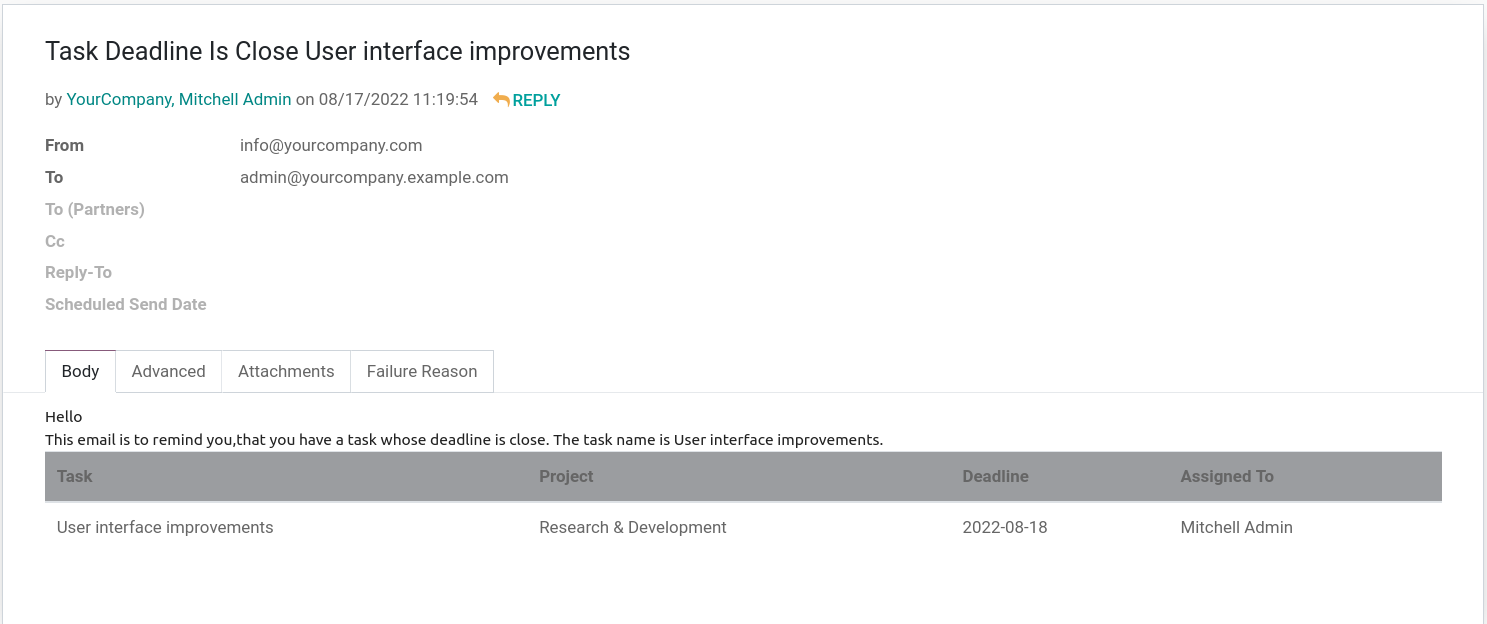 Task Deadline Is Close User interface improvements
by YourCompany, Mitchell Admin on 08/17/2022 11:19:54 REPLY
From info@yourcompany.com
To admin@yourcompany.example.com
To (Partners)
Cc
Reply-To
Scheduled Send Date
Body Advanced Attachments Failure Reason
Hello
This email is to remind you,that you have a task whose deadline is close. The task name is User interface improvements.
Task Project Deadline Assigned To
User interface improvements Research & Development 2022-08-18 Mitchell Admin